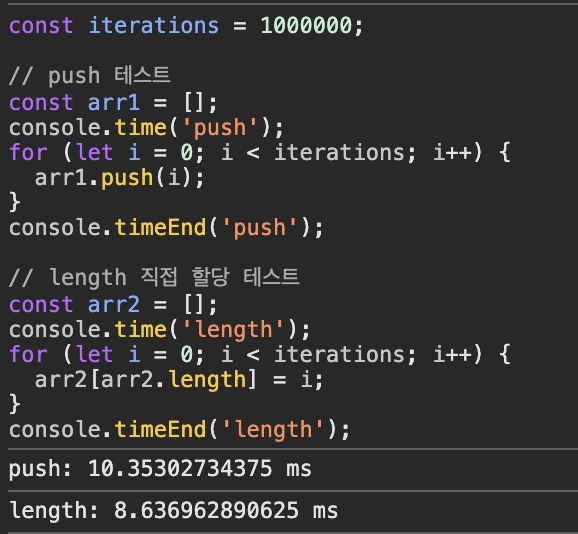 const iterations = 1000000;
// push 테스트
const arr1 = [];
console.time('push');
for (let i = 0; i < iterations; i++) {
  arr1.push(i);
}
console.timeEnd('push');
// length 직접 할당 테스트
const arr2 = [];
console.time('length');
for (let i = 0; i < iterations; i++) {
  arr2[arr2.length] = i;
}
console.timeEnd('length');
push: 10.35302734375 ms
length: 8.636962890625 ms